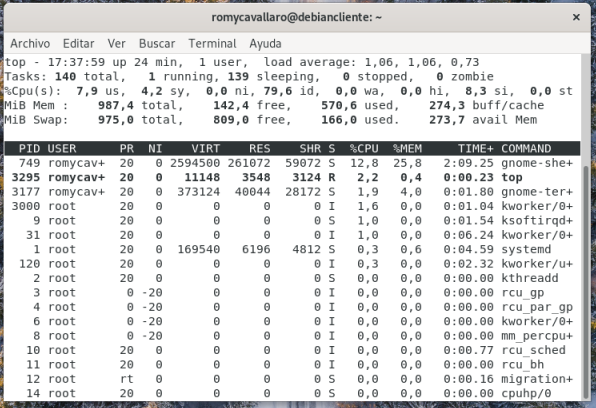 romycavallaro@debiancliente: ~
Archivo Editar Ver Buscar Terminal Ayuda
top - 17:37:59 up 24 min, 1 user, load average: 1,06, 1,06, 0,73
Tasks: 140 total, 1 running, 139 sleeping, 0 stopped, 0 zombie
%Cpu(s): 7,9 us, 4,2 sy, 0,0 ni, 79,6 id, 0,0 wa, 0,0 hi, 8,3 si, 0,0 st
MiB Mem : 987,4 total, 142,4 free, 570,6 used, 274,3 buff/cache
MiB Swap: 975,0 total, 809,0 free, 166,0 used. 273,7 avail Mem
PID USER PR NI VIRT RES SHR S %CPU %MEM TIME+ COMMAND
749 romycav+ 20 0 2594500 261072 59072 S 12,8 25,8 2:09.25 gnome-she+
3295 romycav+ 20 0 11148 3548 3124 R 2,2 0,4 0:00.23 top
3177 romycav+ 20 0 373124 40044 28172 S 1,9 4,0 0:01.80 gnome-ter+
3000 root 20 0 0 0 0 I 1,6 0,0 0:01.04 kworker/0+
9 root 20 0 0 0 0 S 1,0 0,0 0:01.54 ksoftirqd+
31 root 20 0 0 0 0 I 1,0 0,0 0:06.24 kworker/0+
1 root 20 0 169540 6196 4812 S 0,3 0,6 0:04.59 systemd
120 root 20 0 0 0 0 I 0,3 0,0 0:02.32 kworker/u+
2 root 20 0 0 0 0 S 0,0 0,0 0:00.00 kthreadd
3 root 0 -20 0 0 0 I 0,0 0,0 0:00.00 rcu_gp
4 root 0 -20 0 0 0 I 0,0 0,0 0:00.00 rcu_par_gp
6 root 0 -20 0 0 0 I 0,0 0,0 0:00.00 kworker/0+
8 root 0 -20 0 0 0 I 0,0 0,0 0:00.00 mm_percpu+
10 root 20 0 0 0 0 I 0,0 0,0 0:00.77 rcu_sched
11 root 20 0 0 0 0 I 0,0 0,0 0:00.00 rcu_bh
12 root rt 0 0 0 0 S 0,0 0,0 0:00.16 migration+
14 root 20 0 0 0 0 S 0,0 0,0 0:00.00 cpuhp/0